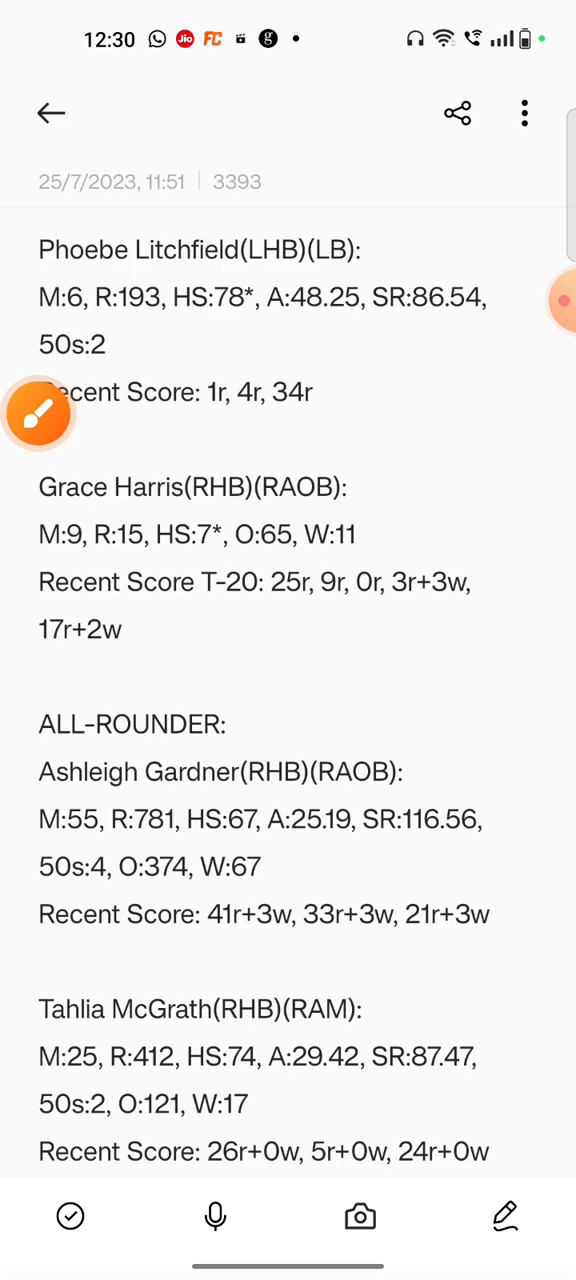 12:30
Jio
FC
g
25/7/2023, 11:51 | 3393
Phoebe Litchfield(LHB)(LB):
M:6, R:193, HS:78*, A:48.25, SR:86.54,
50s:2
ecent Score: 1r, 4r, 34r
Grace Harris(RHB)(RAOB):
M:9, R:15, HS:7*, O:65, W:11
Recent Score T-20: 25r, 9r, 0r, 3r+3w,
17r+2w
ALL-ROUNDER:
Ashleigh Gardner(RHB)(RAOB):
M:55, R:781, HS:67, A:25.19, SR:116.56,
50s:4, O:374, W:67
Recent Score: 41r+3w, 33r+3w, 21r+3w
Tahlia McGrath(RHB)(RAM):
M:25, R:412, HS:74, A:29.42, SR:87.47,
50s:2, O:121, W:17
Recent Score: 26r+0w, 5r+0w, 24r+0w